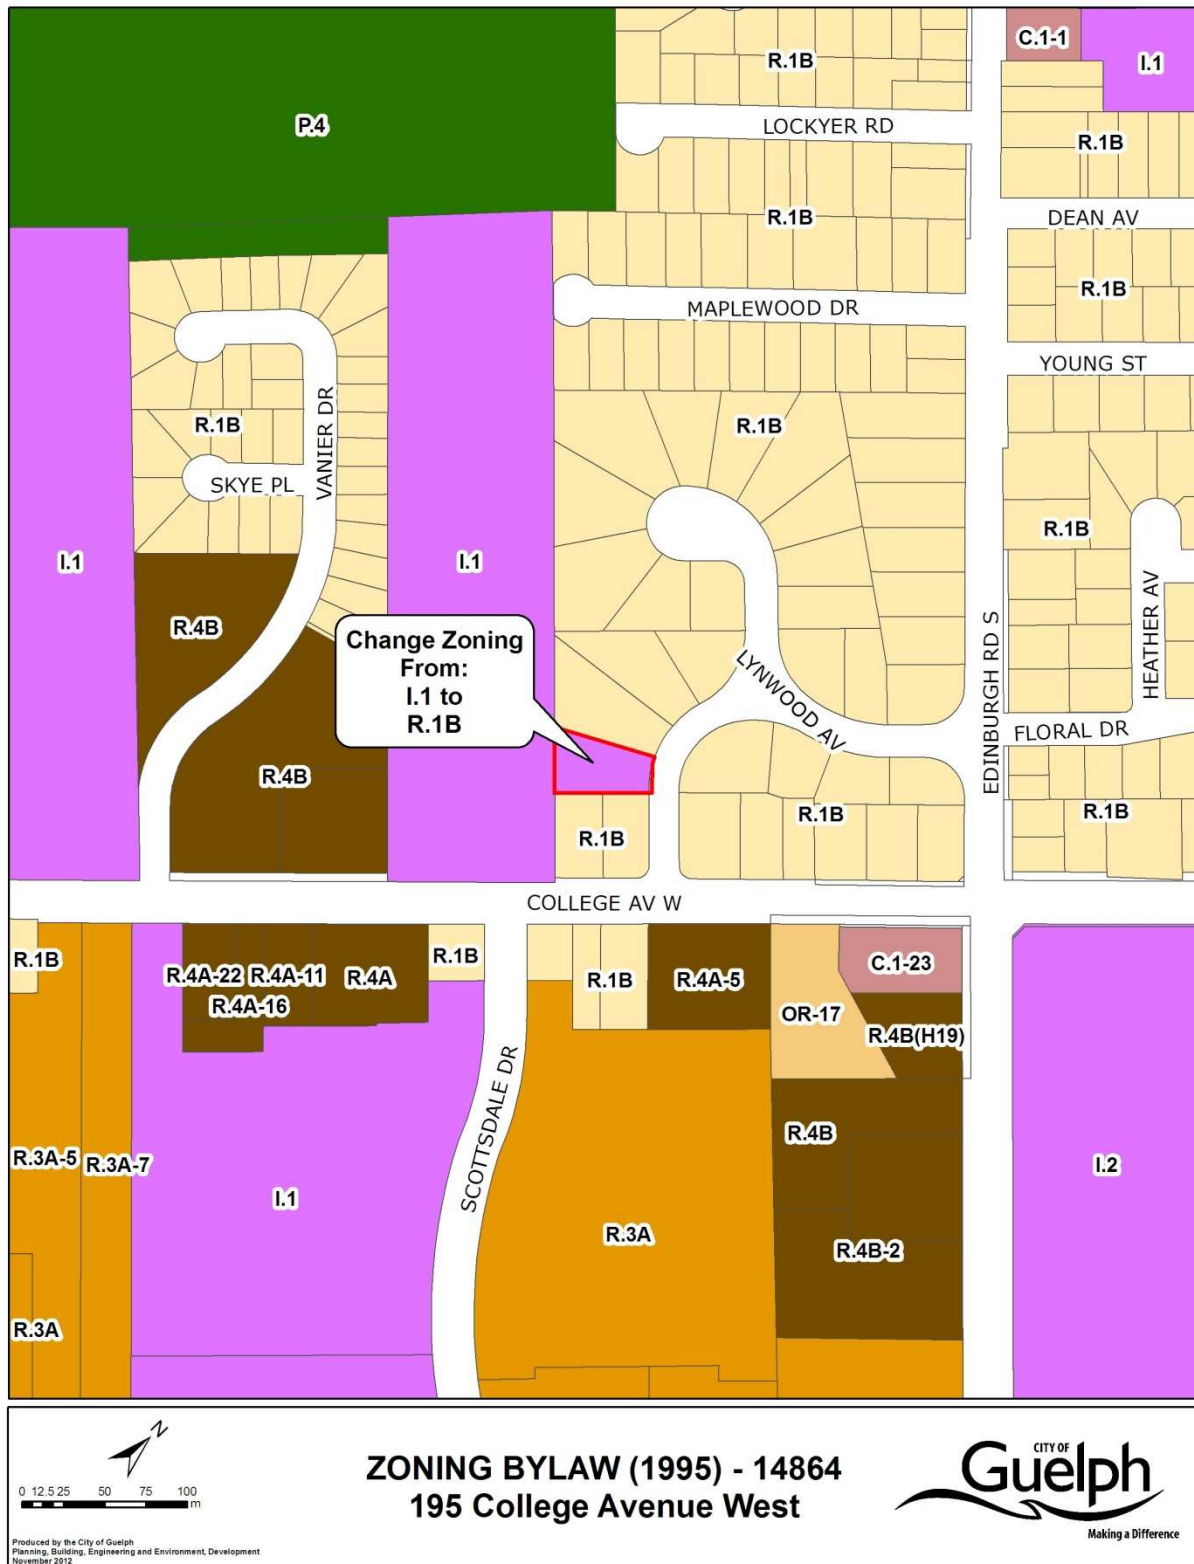 C.1-1
R.1B
I.1
P.4
LOCKYER RD
R.1B
R.1B
DEAN AV
R.1B
MAPLEWOOD DR
YOUNG ST
VANIER DR
R.1B
R.1B
SKYE PL
R.1B
I.1
I.1
HEATHER AV
R.4B
Change Zoning
From:
I.1 to
R.1B
LYNWOOD AV
EDINBURGH RD S
FLORAL DR
R.4B
R.1B
R.1B
R.1B
COLLEGE AV W
R.1B
R.4A-22
R.4A-11
R.4A
R.4A-16
R.1B
R.1B
R.4A-5
C.1-23
OR-17
R.4B(H19)
SCOTTSDALE DR
R.4B
R.3A-5
R.3A-7
I.1
I.2
R.3A
R.4B-2
R.3A
N
0 12.5 25 50 75 100
m
ZONING BYLAW (1995) - 14864
195 College Avenue West
CITY OF
Guelph
Making a Difference
Produced by the City of Guelph
Planning, Building, Engineering and Environment, Development
November 2012